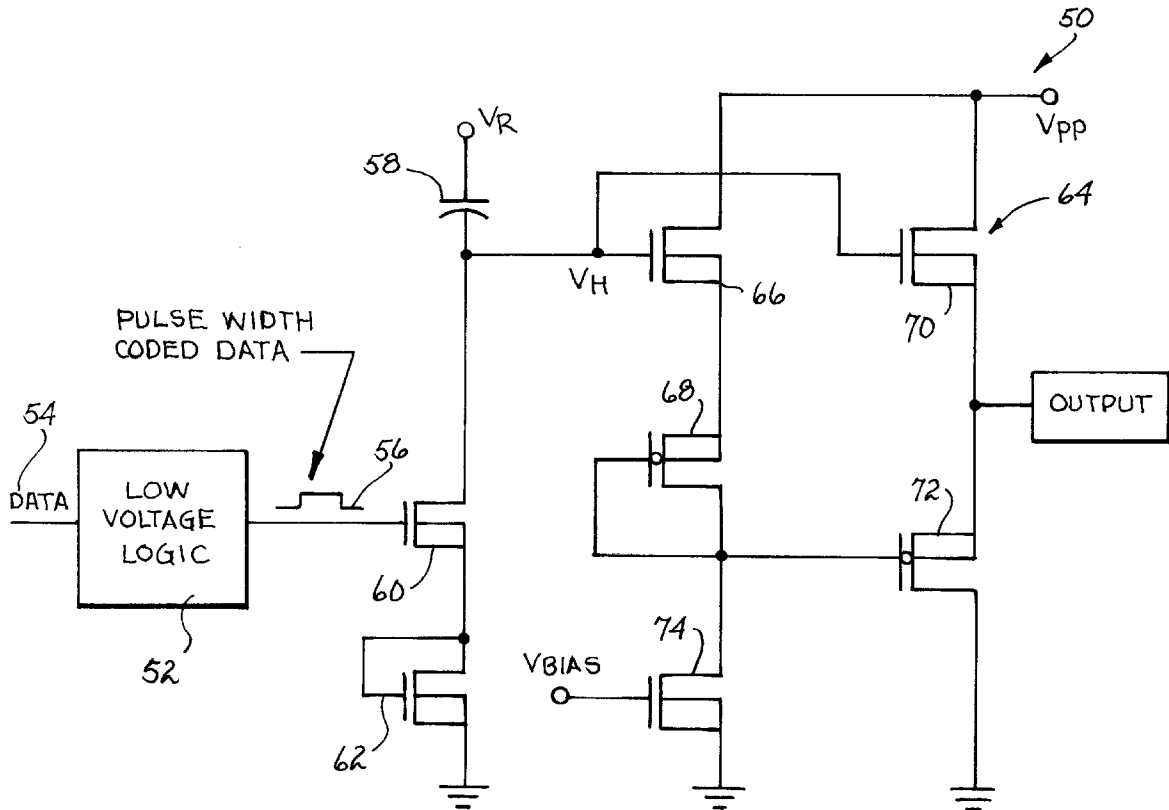 50
VPP
VR
58
64
VH
66
70
PULSE WIDTH
CODED DATA
68
OUTPUT
54
56
72
DATA
LOW
VOLTAGE
LOGIC
60
52
74
VBIAS
62